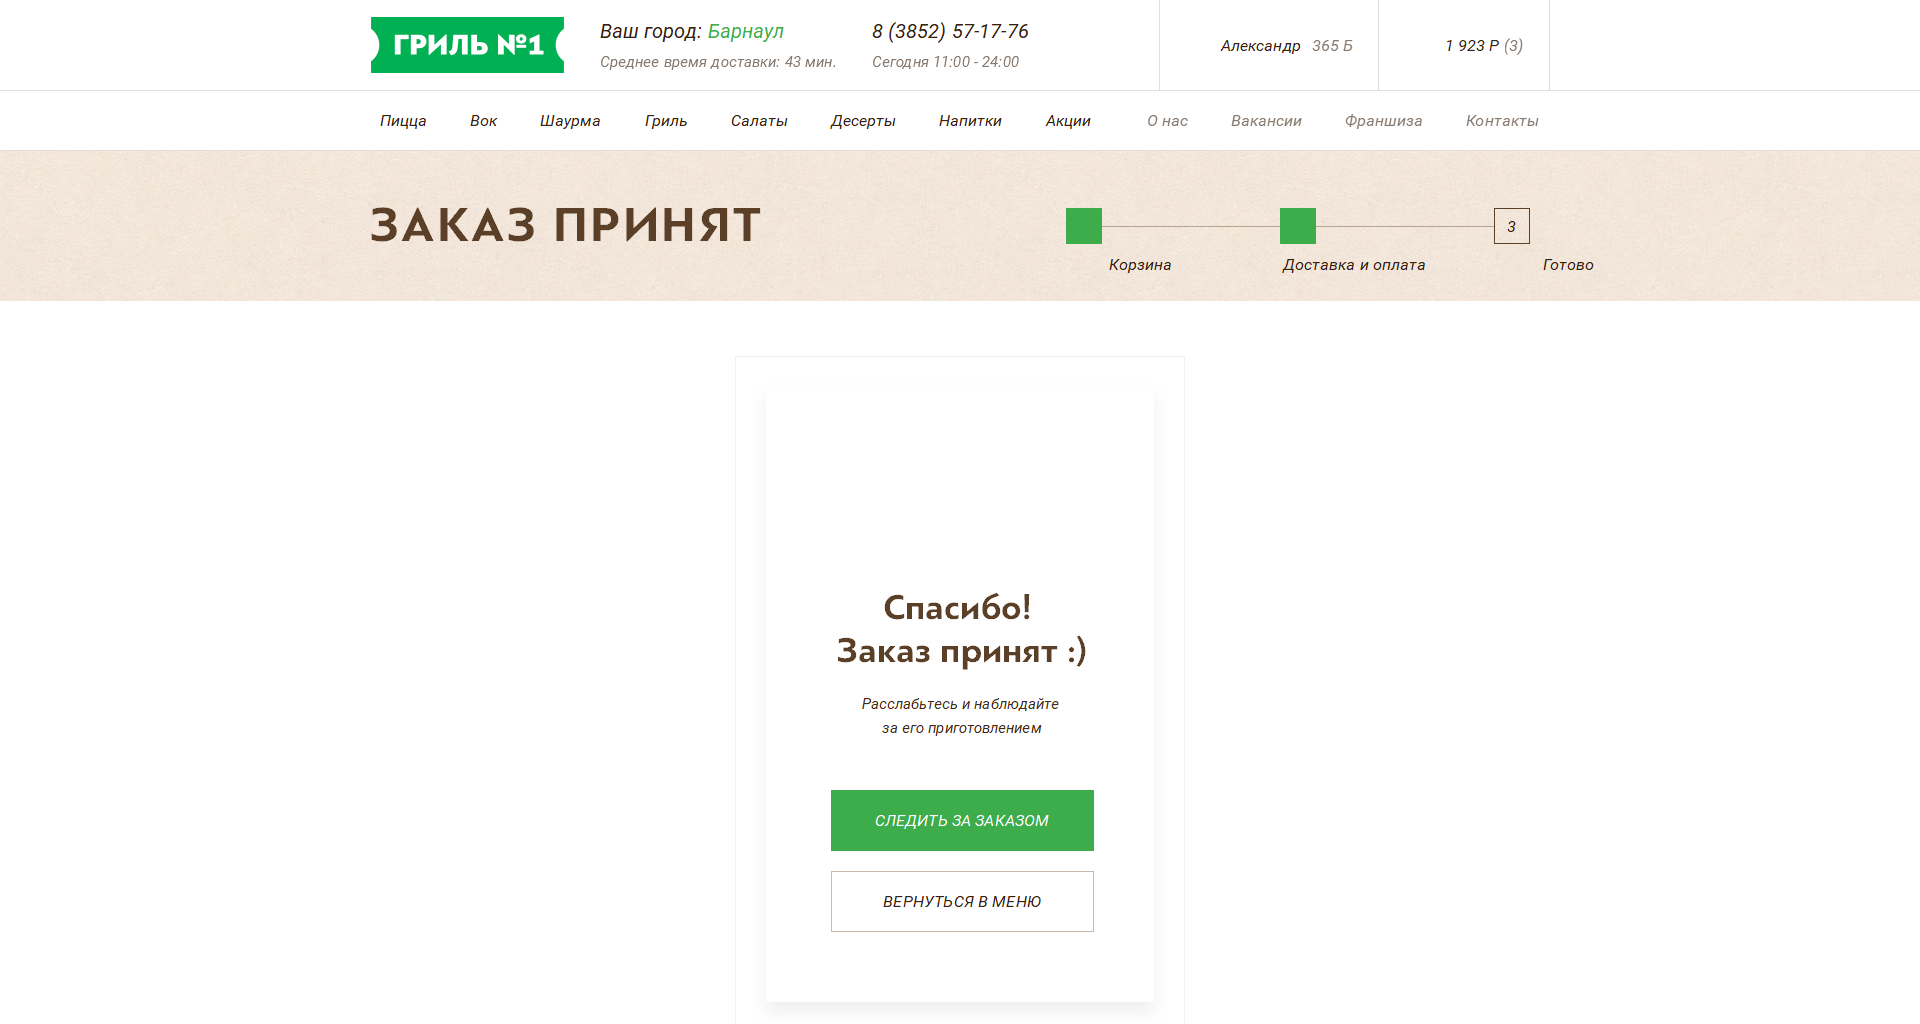 ГРИЛЬ №1
Ваш город: Барнаул
Среднее время доставки: 43 мин.
8 (3852) 57-17-76
Сегодня 11:00 - 24:00
Александр 365 Б
1 923 Р (3)
Пицца Вок Шаурма Гриль Салаты Десерты Напитки Акции О нас Вакансии Франшиза Контакты
ЗАКАЗ ПРИНЯТ
3
Корзина Доставка и оплата Готово
Спасибо!
Заказ принят :)
Расслабьтесь и наблюдайте
за его приготовлением
СЛЕДИТЬ ЗА ЗАКАЗОМ
ВЕРНУТЬСЯ В МЕНЮ